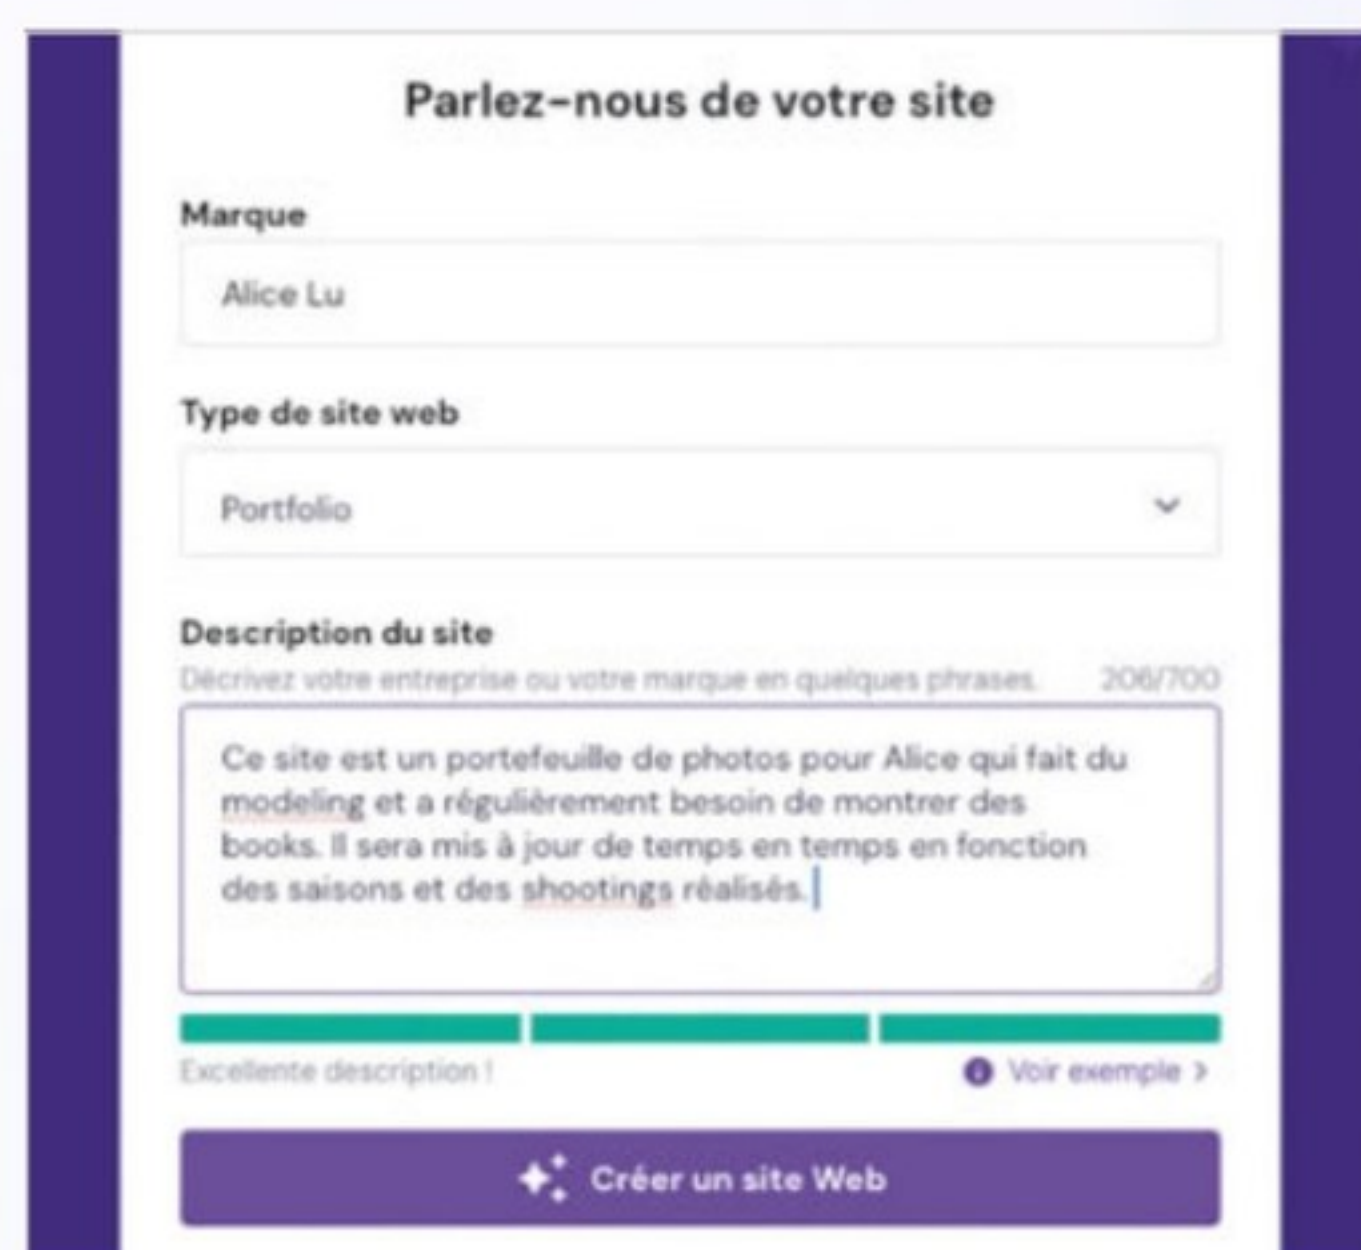 Parlez-nous de votre site
Marque
Alice Lu
Type de site web
Portfolio
Description du site
Décrivez votre entreprise ou votre marque en quelques phrases. 206/700
Ce site est un portefeuille de photos pour Alice qui fait du
modeling et a régulièrement besoin de montrer des
books. Il sera mis à jour de temps en temps en fonction
des saisons et des shootings réalisés.
Excellente description !
Voir exemple >
Créer un site Web